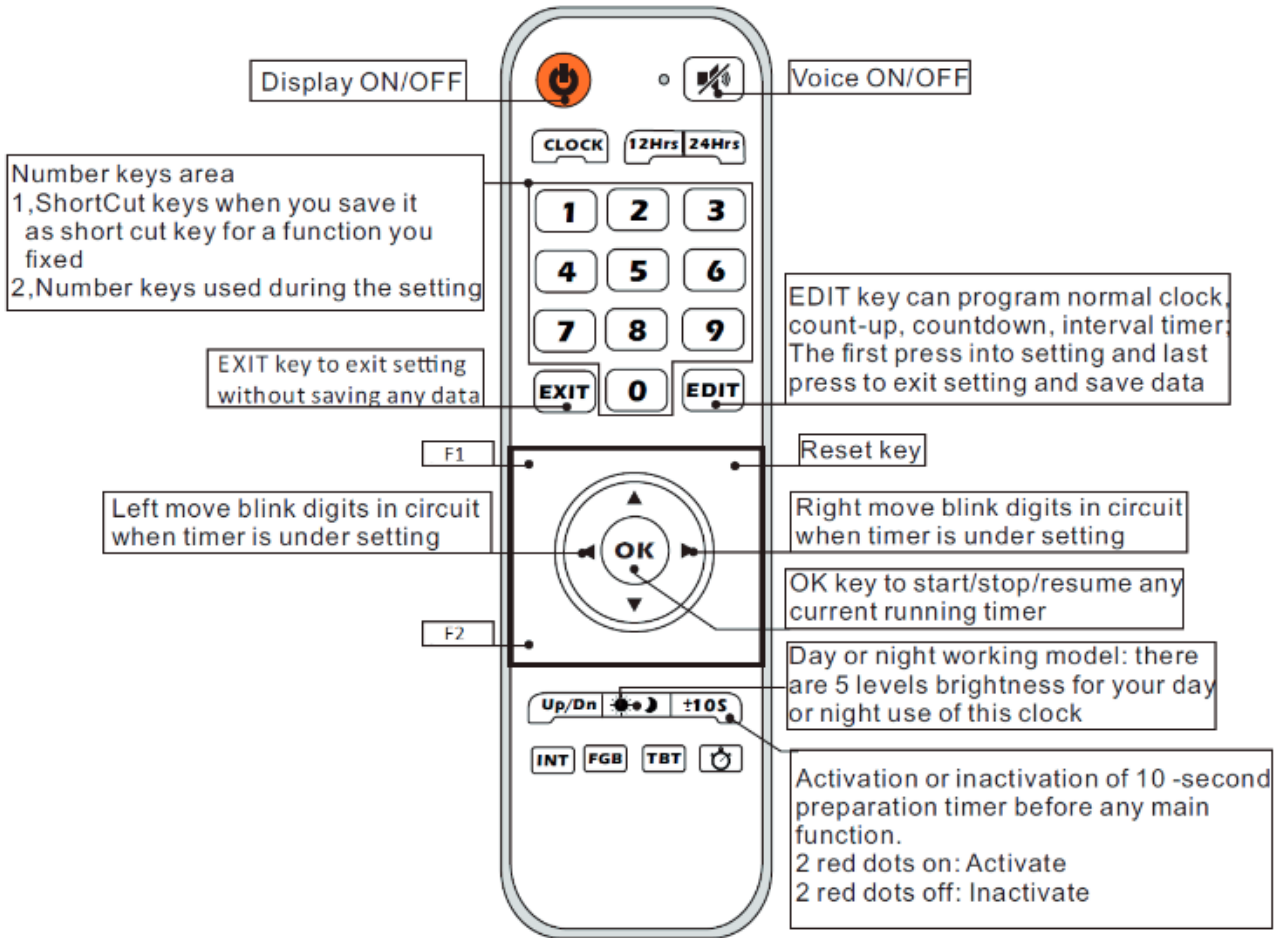 Display ON/OFF
Voice ON/OFF
CLOCK
12Hrs 24Hrs
Number keys area
1,ShortCut keys when you save it
as short cut key for a function you
fixed
2,Number keys used during the setting
1 2 3
4 5 6
7 8 9
EXIT 0 EDIT
EDIT key can program normal clock,
count-up, countdown, interval timer;
The first press into setting and last
press to exit setting and save data
EXIT key to exit setting
without saving any data
F1
Reset key
Left move blink digits in circuit
when timer is under setting
OK
Right move blink digits in circuit
when timer is under setting
OK key to start/stop/resume any
current running timer
F2
Day or night working model: there
are 5 levels brightness for your day
or night use of this clock
Up/Dn ±10S
INT FGB TBT
Activation or inactivation of 10 -second
preparation timer before any main
function.
2 red dots on: Activate
2 red dots off: Inactivate